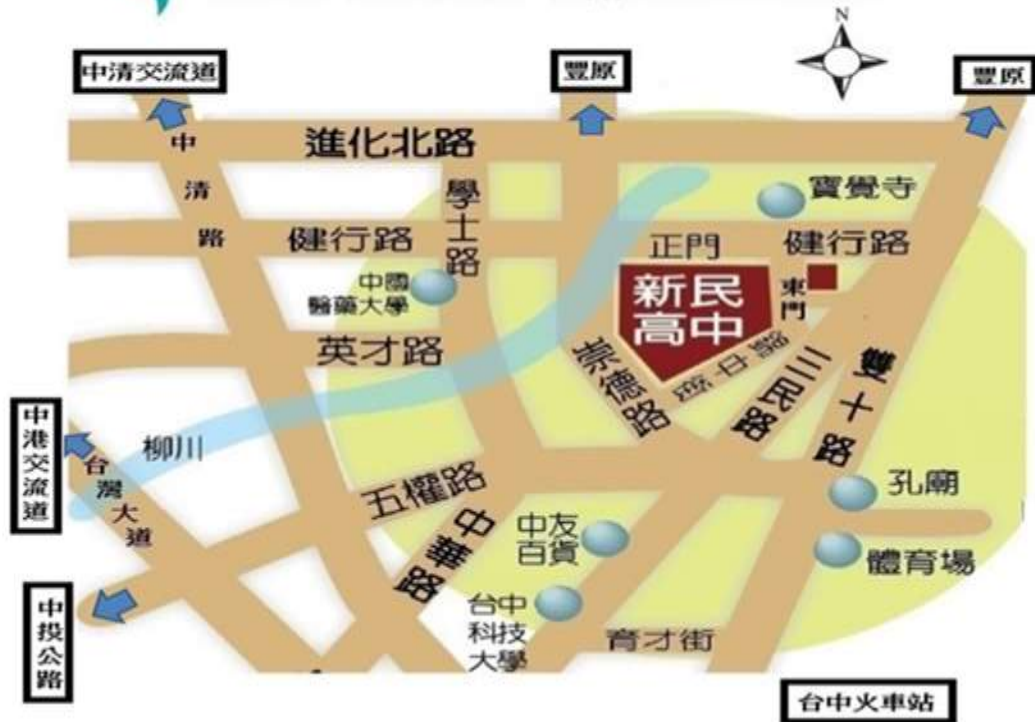 N
中清交流道
豐原
豐原
進化北路
中清路
學士路
寶覺寺
健行路
正門
健行路
中國
醫藥大學
新民
高中
東門
英才路
崇德路
三民路
雙十路
中港交流道
台灣大道
柳川
五權路
中華路
中友
百貨
孔廟
體育場
中投公路
台中
科技
大學
育才街
台中火車站